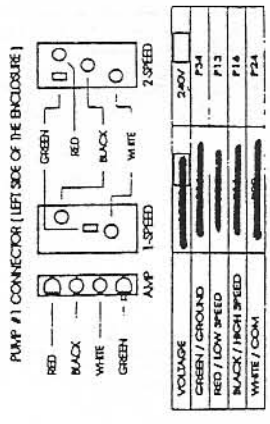 PUMP #1 CONNECTOR (LEFT SIDE OF THE ENCLOSURE)
RED
BLACK
WHITE
GREEN
AMP
1-SPEED
GREEN
RED
BLACK
WHITE
2-SPEED
VOLTAGE 240V
GREEN / GROUND P34
RED / LOW SPEED P13
BLACK / HIGH SPEED P16
WHITE / COM P24